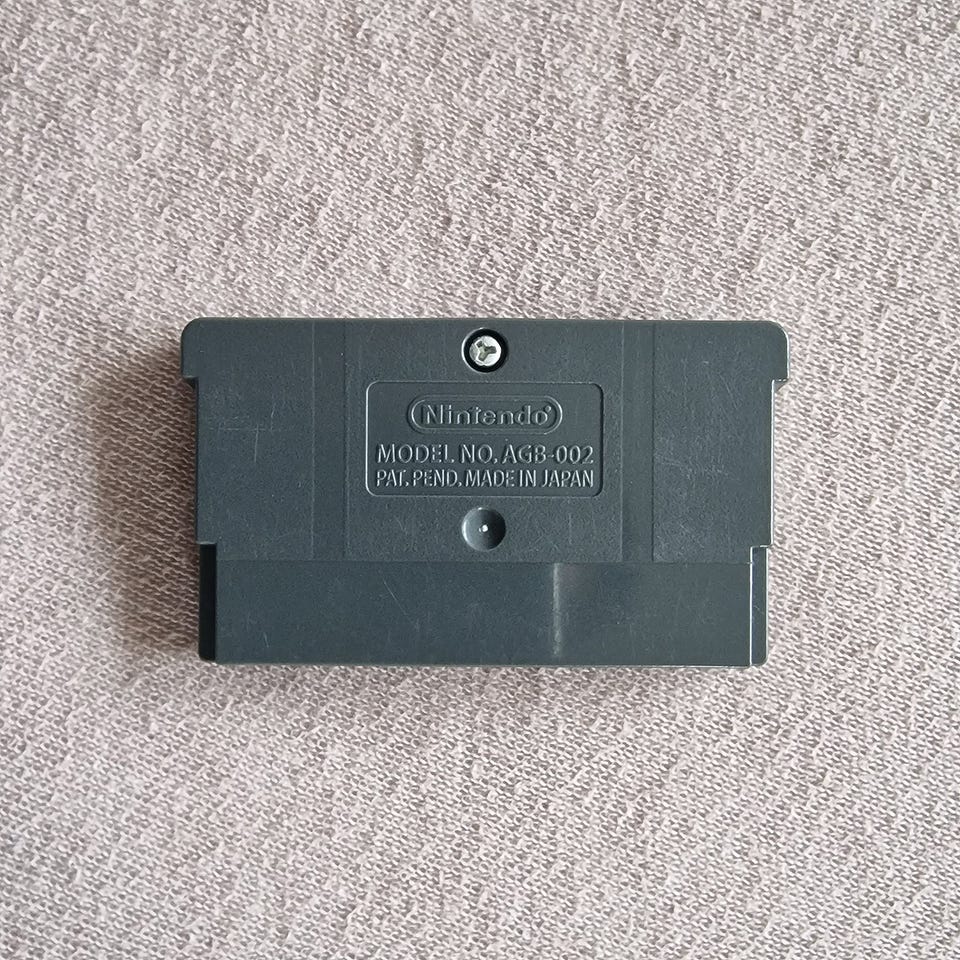 Nintendo
MODEL NO. AGB-002
PAT. PEND. MADE IN JAPAN